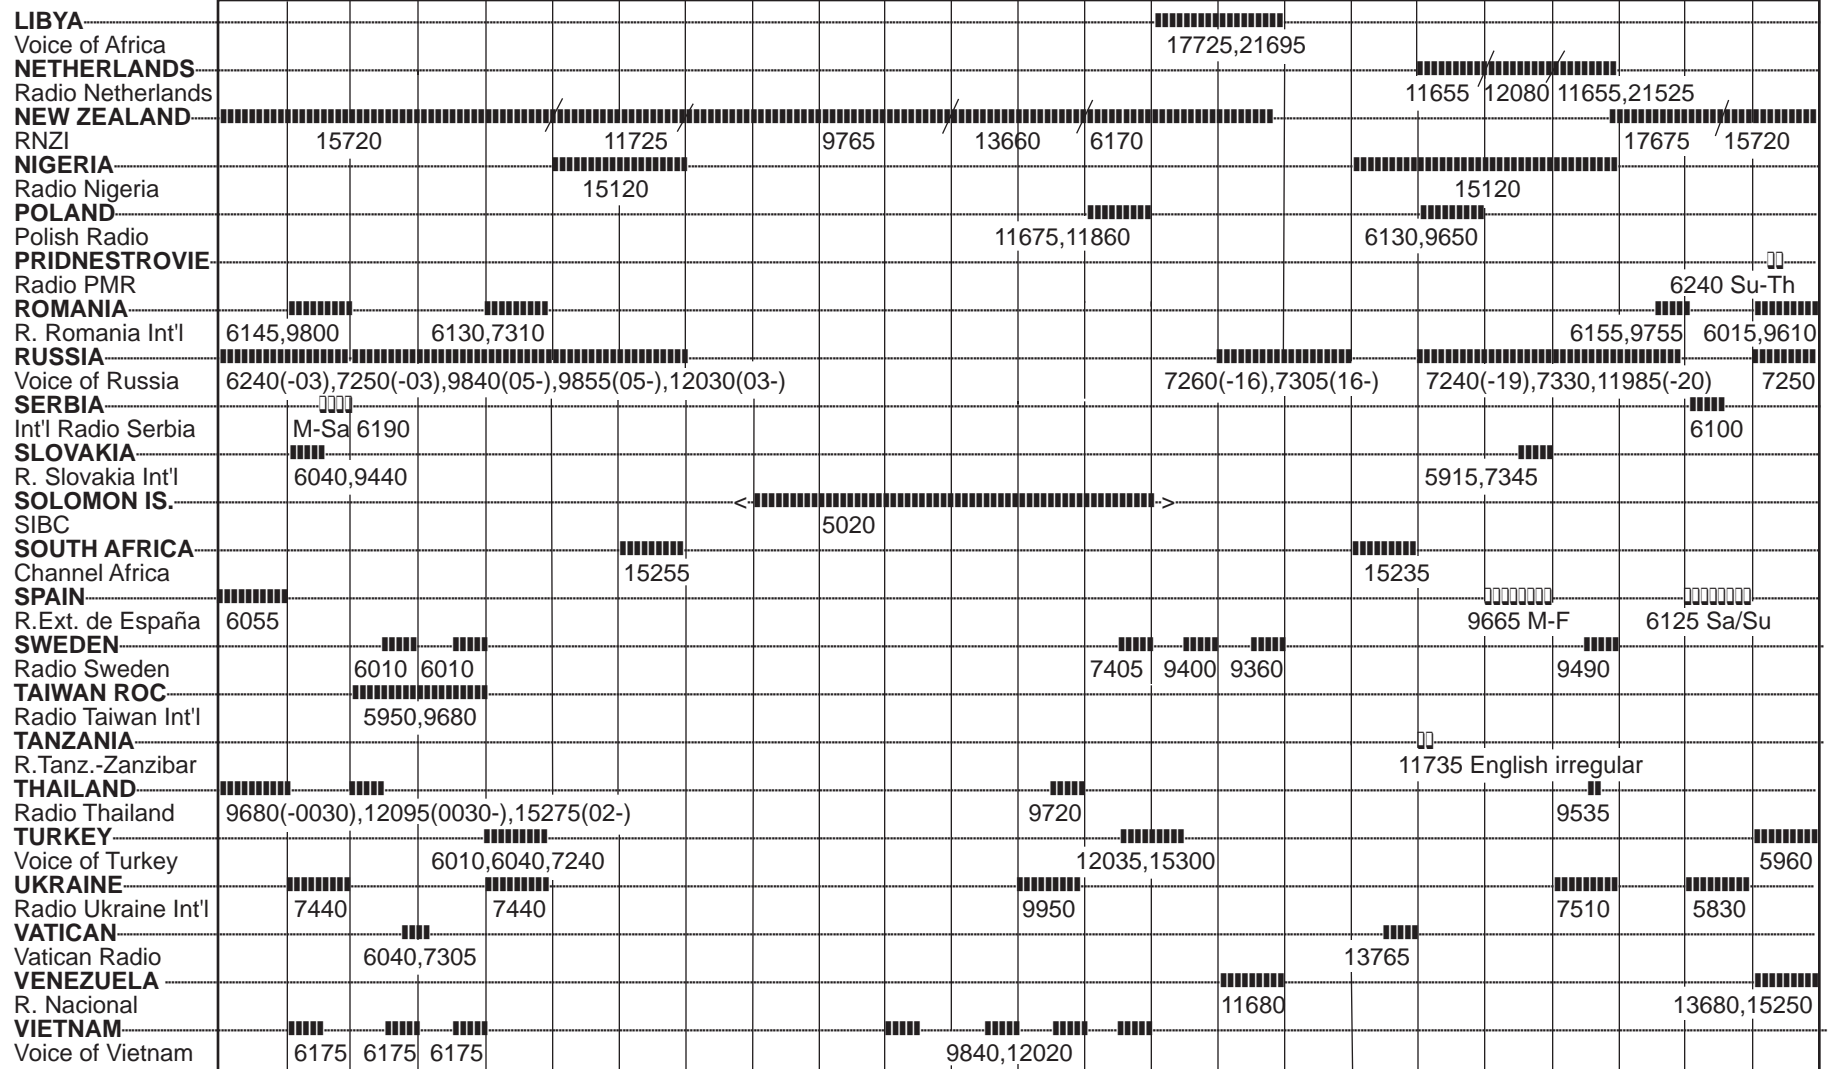 LIBYA
Voice of Africa 17725,21695
NETHERLANDS
Radio Netherlands 11655 12080 11655,21525
NEW ZEALAND
RNZI 15720 11725 9765 13660 6170 17675 15720
NIGERIA
Radio Nigeria 15120 15120
POLAND
Polish Radio 11675,11860 6130,9650
PRIDNESTROVIE
Radio PMR 6240 Su-Th
ROMANIA
R. Romania Int'l 6145,9800 6130,7310 6155,9755 6015,9610
RUSSIA
Voice of Russia 6240(-03),7250(-03),9840(05-),9855(05-),12030(03-) 7260(-16),7305(16-) 7240(-19),7330,11985(-20) 7250
SERBIA
Int'l Radio Serbia M-Sa 6190 6100
SLOVAKIA
R. Slovakia Int'l 6040,9440 5915,7345
SOLOMON IS. < >
SIBC 5020
SOUTH AFRICA
Channel Africa 15255 15235
SPAIN
R.Ext. de España 6055 9665 M-F 6125 Sa/Su
SWEDEN
Radio Sweden 6010 6010 7405 9400 9360 9490
TAIWAN ROC
Radio Taiwan Int'l 5950,9680
TANZANIA
R.Tanz.-Zanzibar 11735 English irregular
THAILAND
Radio Thailand 9680(-0030),12095(0030-),15275(02-) 9720 9535
TURKEY
Voice of Turkey 6010,6040,7240 12035,15300 5960
UKRAINE
Radio Ukraine Int'l 7440 7440 9950 7510 5830
VATICAN
Vatican Radio 6040,7305 13765
VENEZUELA
R. Nacional 11680 13680,15250
VIETNAM
Voice of Vietnam 6175 6175 6175 9840,12020